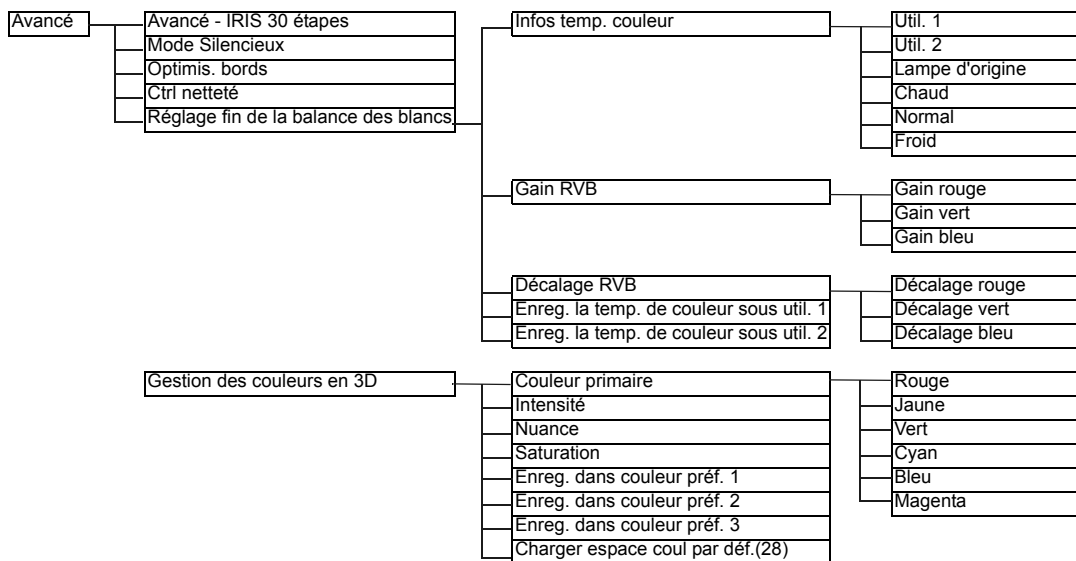 Avancé
Avancé - IRIS 30 étapes
Mode Silencieux
Optimis. bords
Ctrl netteté
Réglage fin de la balance des blancs
Infos temp. couleur
Util. 1
Util. 2
Lampe d'origine
Chaud
Normal
Froid
Gain RVB
Gain rouge
Gain vert
Gain bleu
Décalage RVB
Enreg. la temp. de couleur sous util. 1
Enreg. la temp. de couleur sous util. 2
Décalage rouge
Décalage vert
Décalage bleu
Gestion des couleurs en 3D
Couleur primaire
Intensité
Nuance
Saturation
Enreg. dans couleur préf. 1
Enreg. dans couleur préf. 2
Enreg. dans couleur préf. 3
Charger espace coul par déf.(28)
Rouge
Jaune
Vert
Cyan
Bleu
Magenta